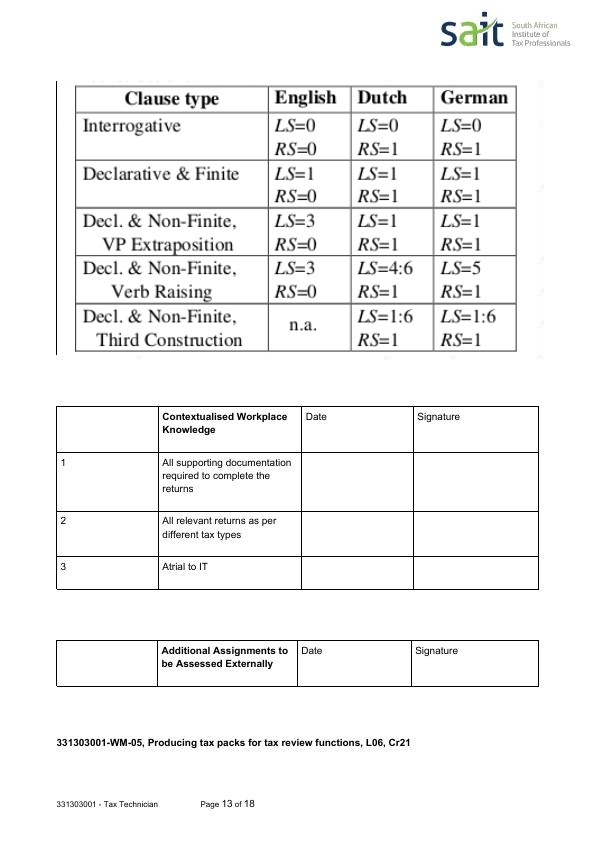 sait South African
Institute of
Tax Professionals
Clause type English Dutch German
Interrogative LS=0 LS=0 LS=0
RS=0 RS=1 RS=1
Declarative & Finite LS=1 LS=1 LS=1
RS=0 RS=1 RS=1
Decl. & Non-Finite, LS=3 LS=1 LS=1
VP Extraposition RS=0 RS=1 RS=1
Decl. & Non-Finite, LS=3 LS=4:6 LS=5
Verb Raising RS=0 RS=1 RS=1
Decl. & Non-Finite, n.a. LS=1:6 LS=1:6
Third Construction RS=1 RS=1
Contextualised Workplace Date Signature
Knowledge
1 All supporting documentation
required to complete the
returns
2 All relevant returns as per
different tax types
3 Atrial to IT
Additional Assignments to Date Signature
be Assessed Externally
331303001-WM-05, Producing tax packs for tax review functions, L06, Cr21
331303001 - Tax Technician Page 13 of 18